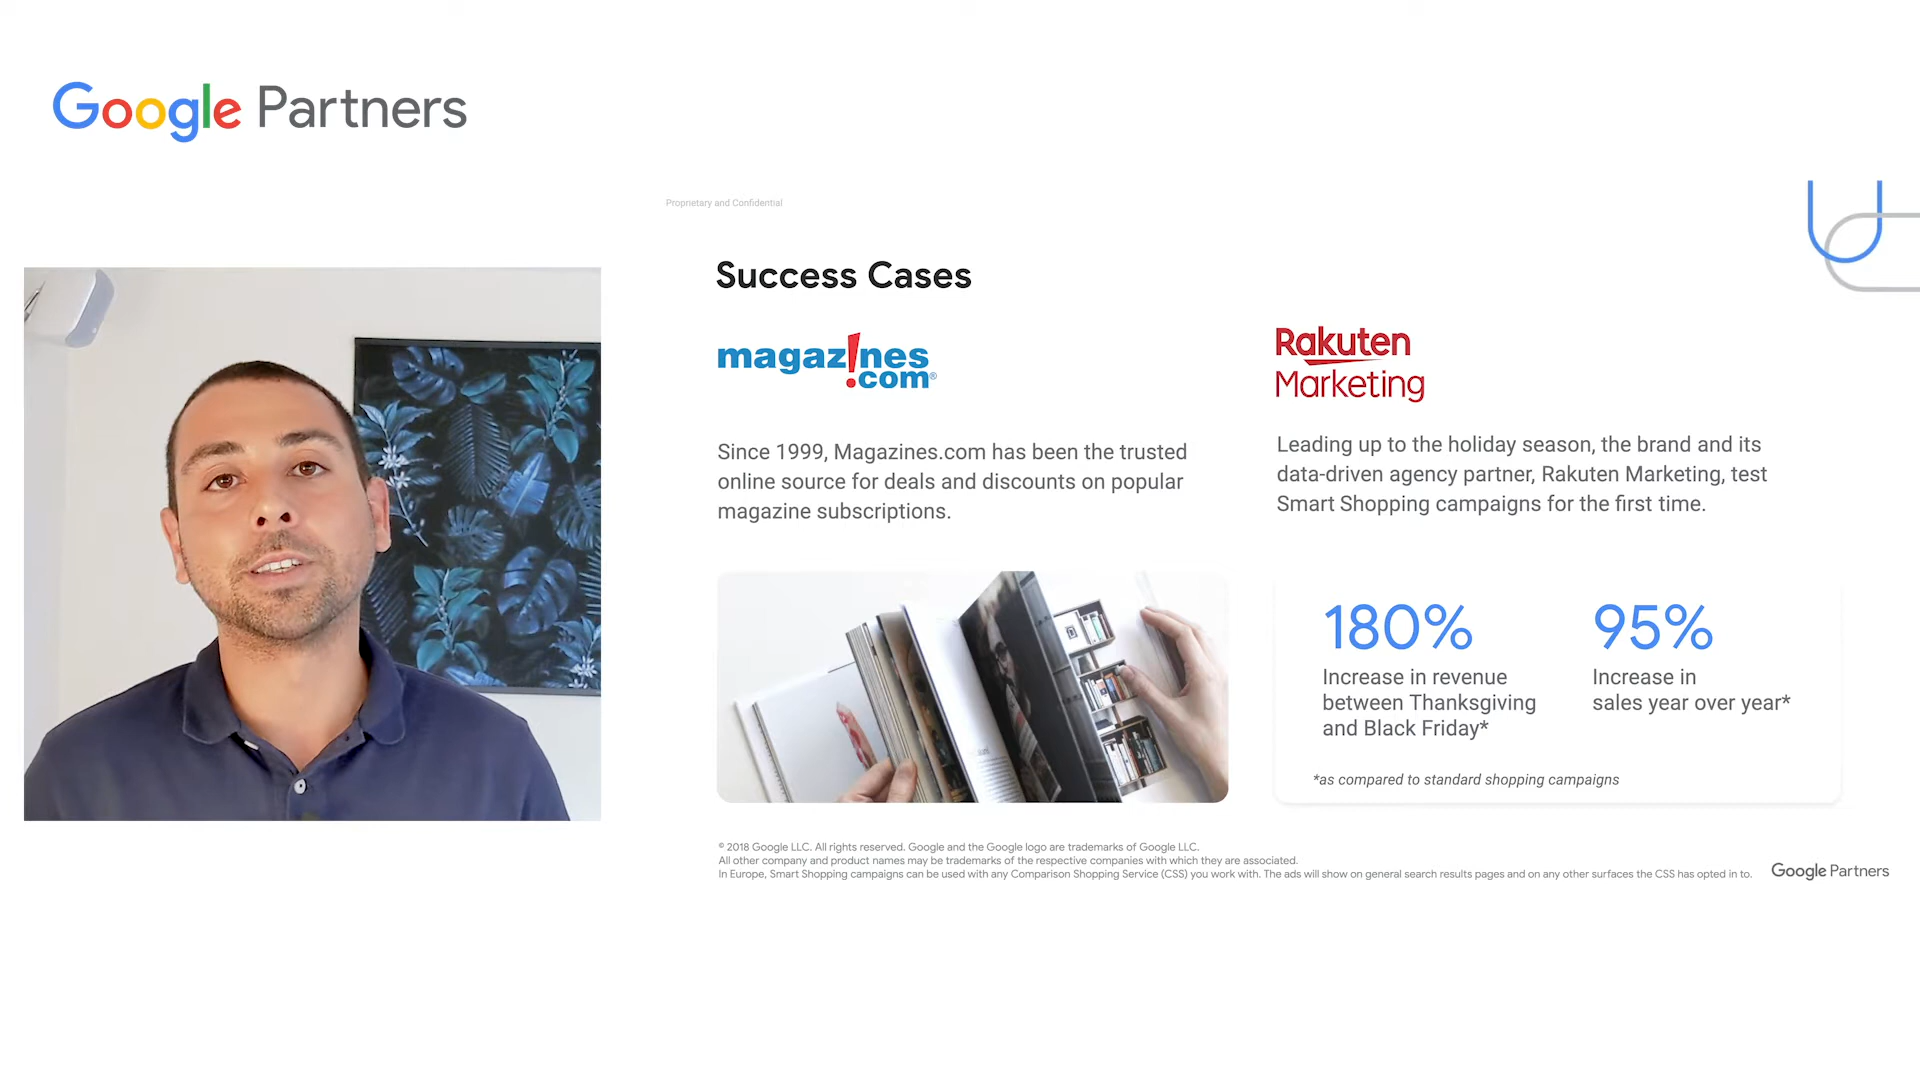 Google Partners
Proprietary and Confidential
Success Cases
magaz!nes
.com®
Since 1999, Magazines.com has been the trusted
online source for deals and discounts on popular
magazine subscriptions.
Rakuten
Marketing
Leading up to the holiday season, the brand and its
data-driven agency partner, Rakuten Marketing, test
Smart Shopping campaigns for the first time.
180%
Increase in revenue
between Thanksgiving
and Black Friday*
95%
Increase in
sales year over year*
*as compared to standard shopping campaigns
© 2018 Google LLC. All rights reserved. Google and the Google logo are trademarks of Google LLC.
All other company and product names may be trademarks of the respective companies with which they are associated.
In Europe, Smart Shopping campaigns can be used with any Comparison Shopping Service (CSS) you work with. The ads will show on general search results pages and on any other surfaces the CSS has opted in to.
Google Partners